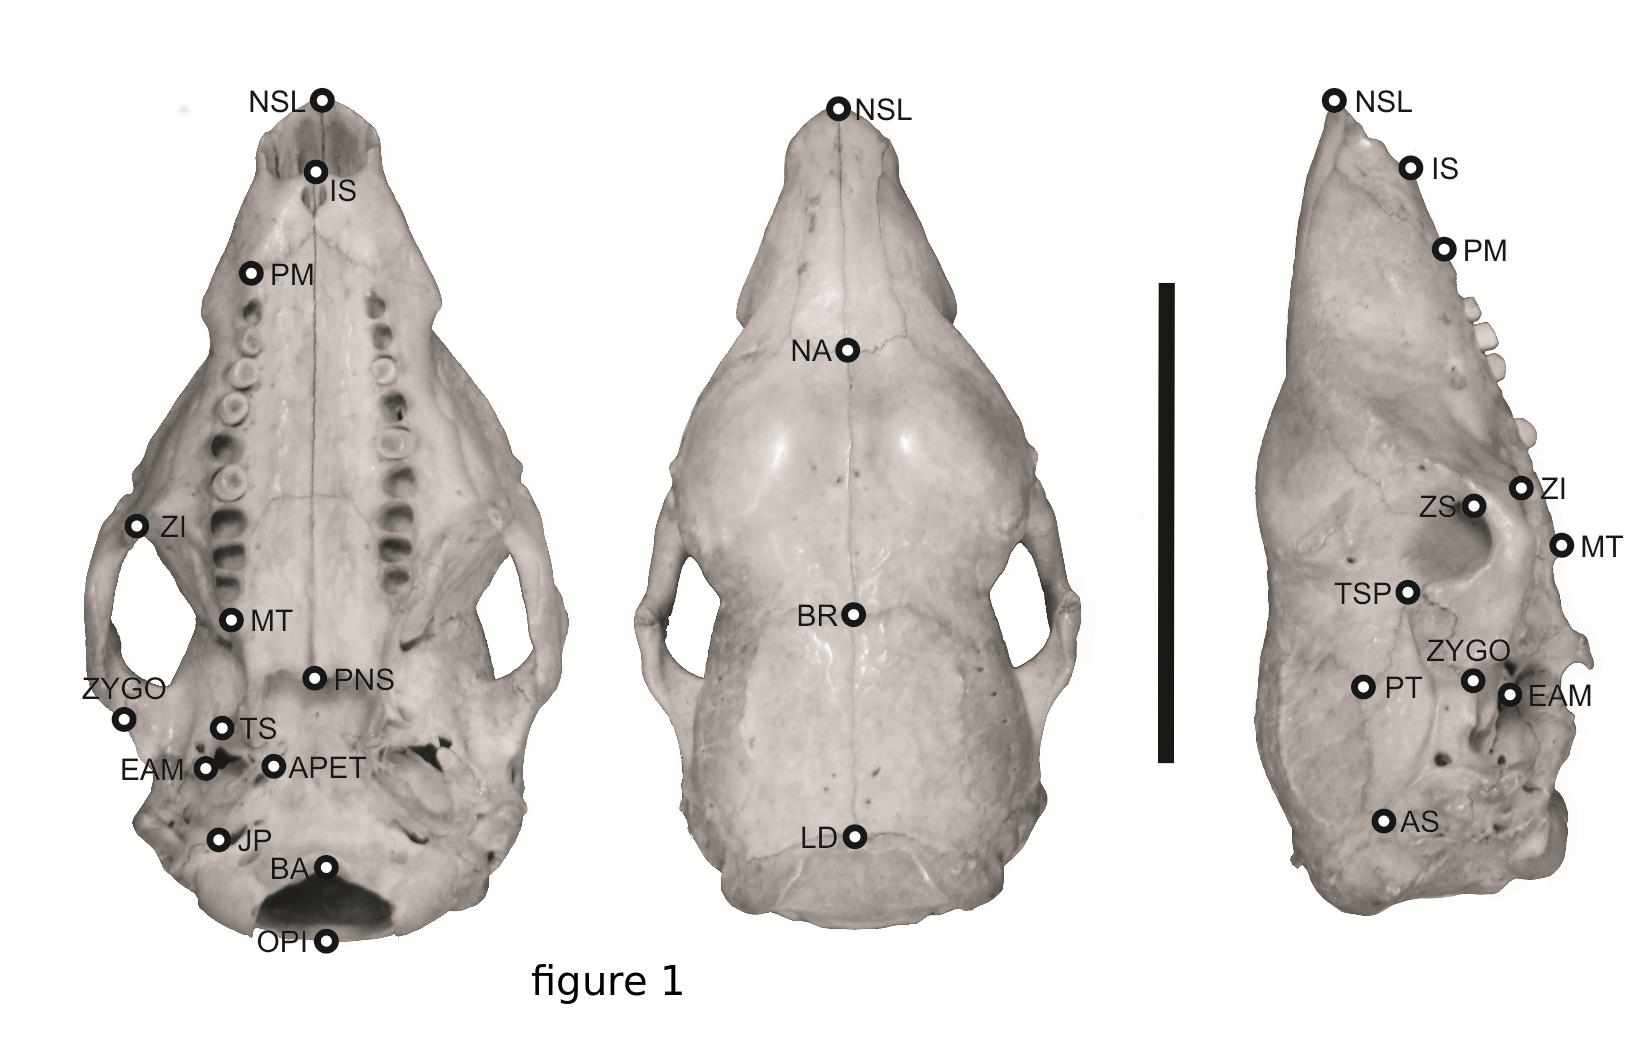 NSL
IS
PM
ZI
MT
PNS
ZYGO
TS
EAM
APET
JP
BA
OPI
NSL
NA
BR
LD
NSL
IS
PM
ZI
ZS
MT
TSP
ZYGO
PT
EAM
AS
figure 1